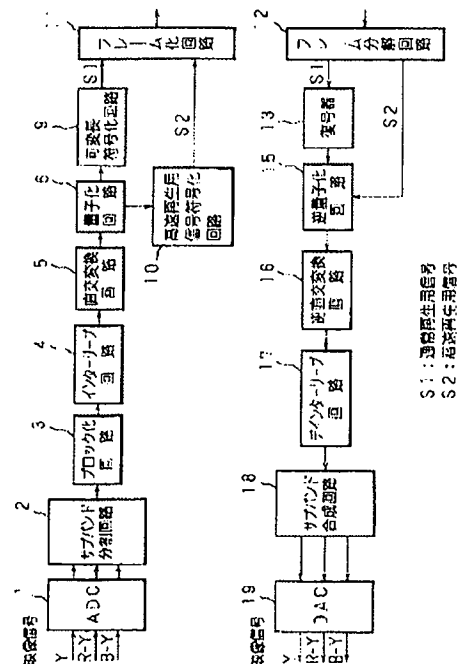 映像信号
Y
R-Y
B-Y
1
ADC
2
サブバンド
分割回路
3
ブロック化
回路
4
インターリーブ
回路
5
直交変換
回路
6
量子化
回路
9
可変長
符号化回路
S1
10
高速再生用
信号符号化
回路
S2
11
フレーム化回路
映像信号
Y
R-Y
B-Y
19
DAC
18
サブバンド
合成回路
17
デインターリーブ
回路
16
逆直交変換
回路
15
逆量子化
回路
13
復号器
S1
S2
12
フレーム分解回路
S1:通常再生用信号
S2:高速再生用信号